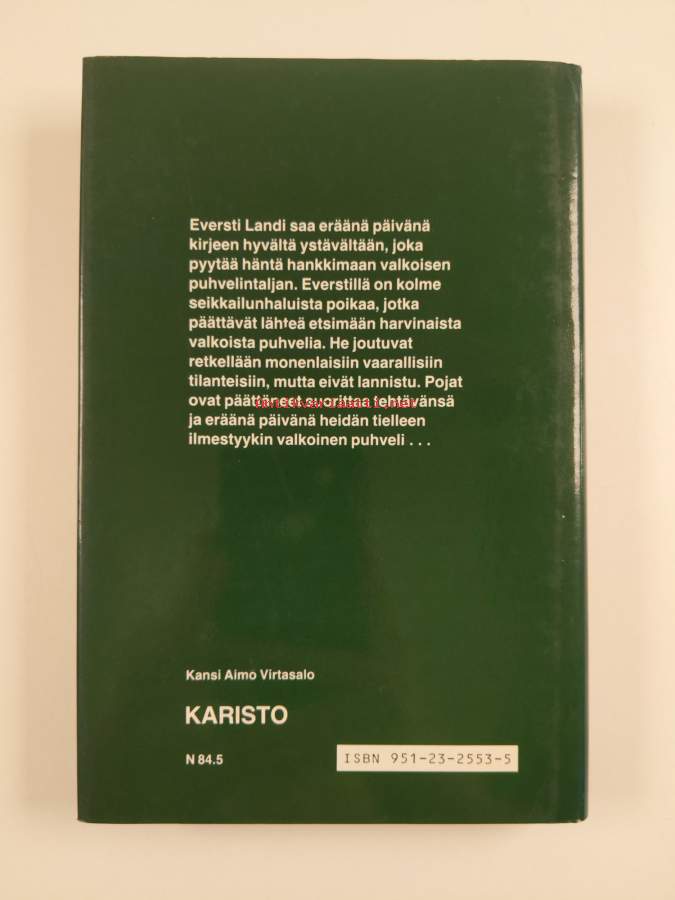 Eversti Landi saa eräänä päivänä
kirjeen hyvältä ystävältään, joka
pyytää häntä hankkimaan valkoisen
puhvelintaljan. Everstillä on kolme
seikkailunhaluista poikaa, jotka
päättävät lähteä etsimään harvinaista
valkoista puhvelia. He joutuvat
retkellään monenlaisiin vaarallisiin
tilanteisiin, mutta eivät lannistu. Pojat
ovat päättäneet suorittaa tehtävänsä
antikvariaatti.net
ja eräänä päivänä heidän tielleen
ilmestyykin valkoinen puhveli . . .
Kansi Aimo Virtasalo
KARISTO
N 84.5
ISBN 951-23-2553-5